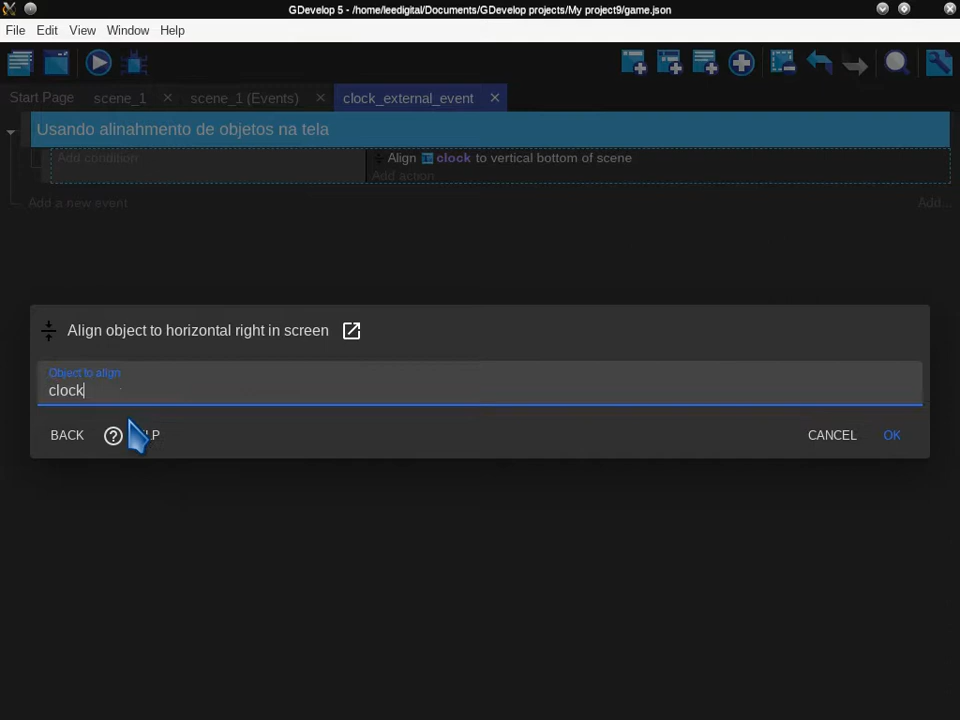 GDevelop 5 - /home/leedigital/Documents/GDevelop projects/My project9/game.json
File Edit View Window Help
Start Page scene_1 scene_1 (Events) clock_external_event
Usando alinahmento de objetos na tela
Add condition
Align clock to vertical bottom of scene
Add action
Add a new event
Add...
Align object to horizontal right in screen
Object to align
clock
BACK
CANCEL OK